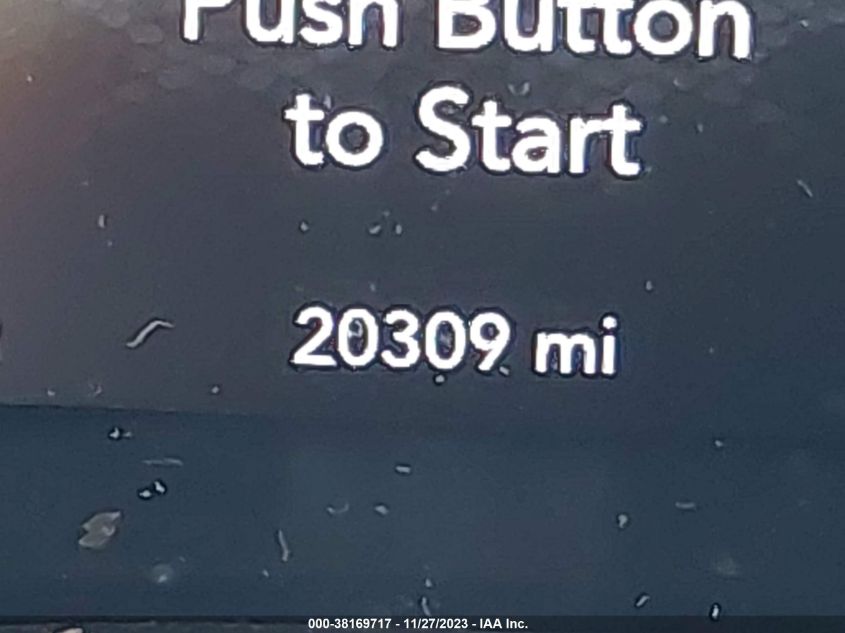 Push Button
to Start
20309 mi
000-38169717 - 11/27/2023 - IAA Inc.